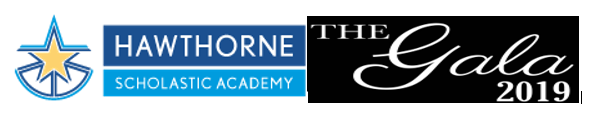 HAWTHORNE
SCHOLASTIC ACADEMY
THE
Gala
2019